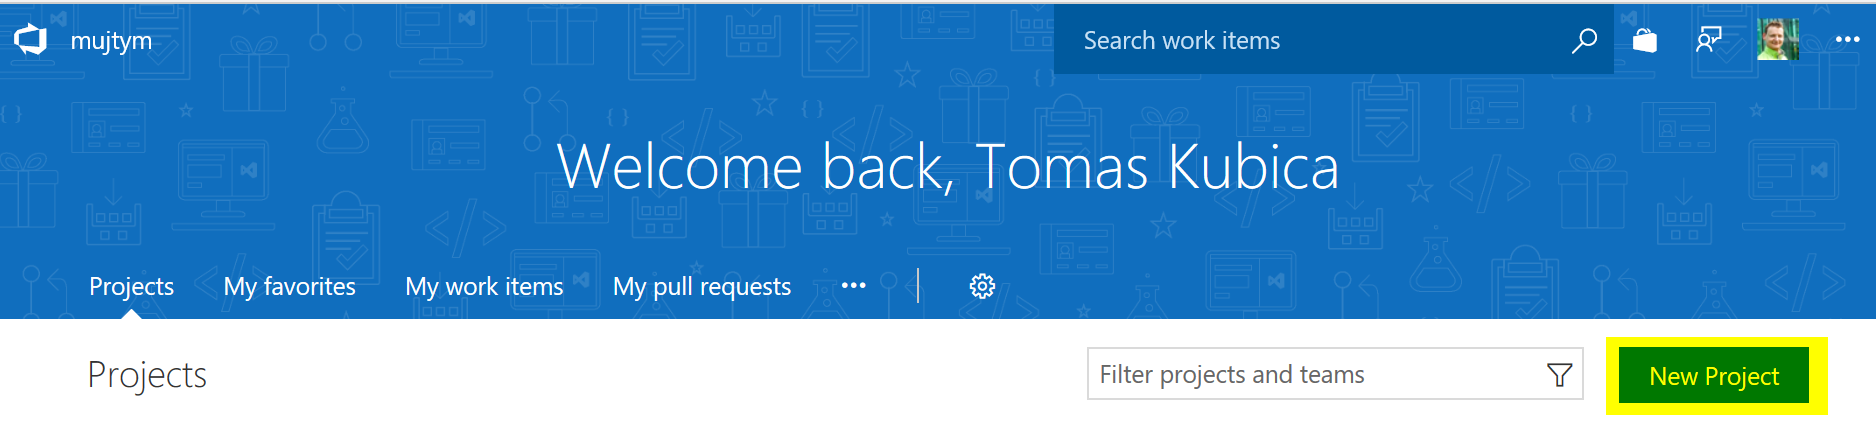 mujtym
Search work items
Welcome back, Tomas Kubica
Projects My favorites My work items My pull requests
Projects
Filter projects and teams
New Project